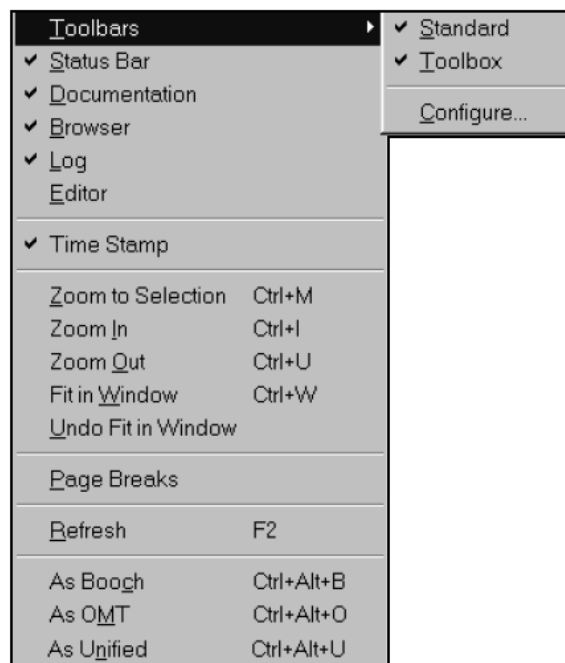 Toolbars
Status Bar
Documentation
Browser
Log
Editor
Time Stamp
Zoom to Selection Ctrl+M
Zoom In Ctrl+I
Zoom Out Ctrl+U
Fit in Window Ctrl+W
Undo Fit in Window
Page Breaks
Refresh F2
As Booch Ctrl+Alt+B
As OMT Ctrl+Alt+O
As Unified Ctrl+Alt+U
Standard
Toolbox
Configure...